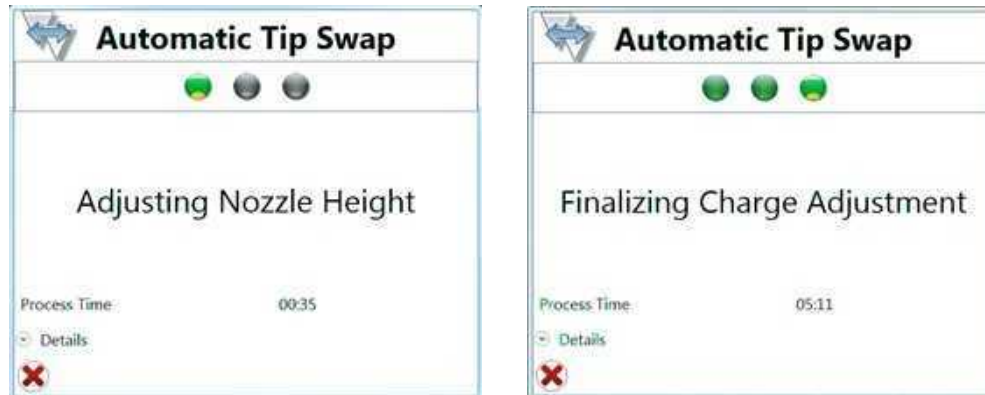 Automatic Tip Swap
Adjusting Nozzle Height
Process Time 00:35
Details
Automatic Tip Swap
Finalizing Charge Adjustment
Process Time 05:11
Details